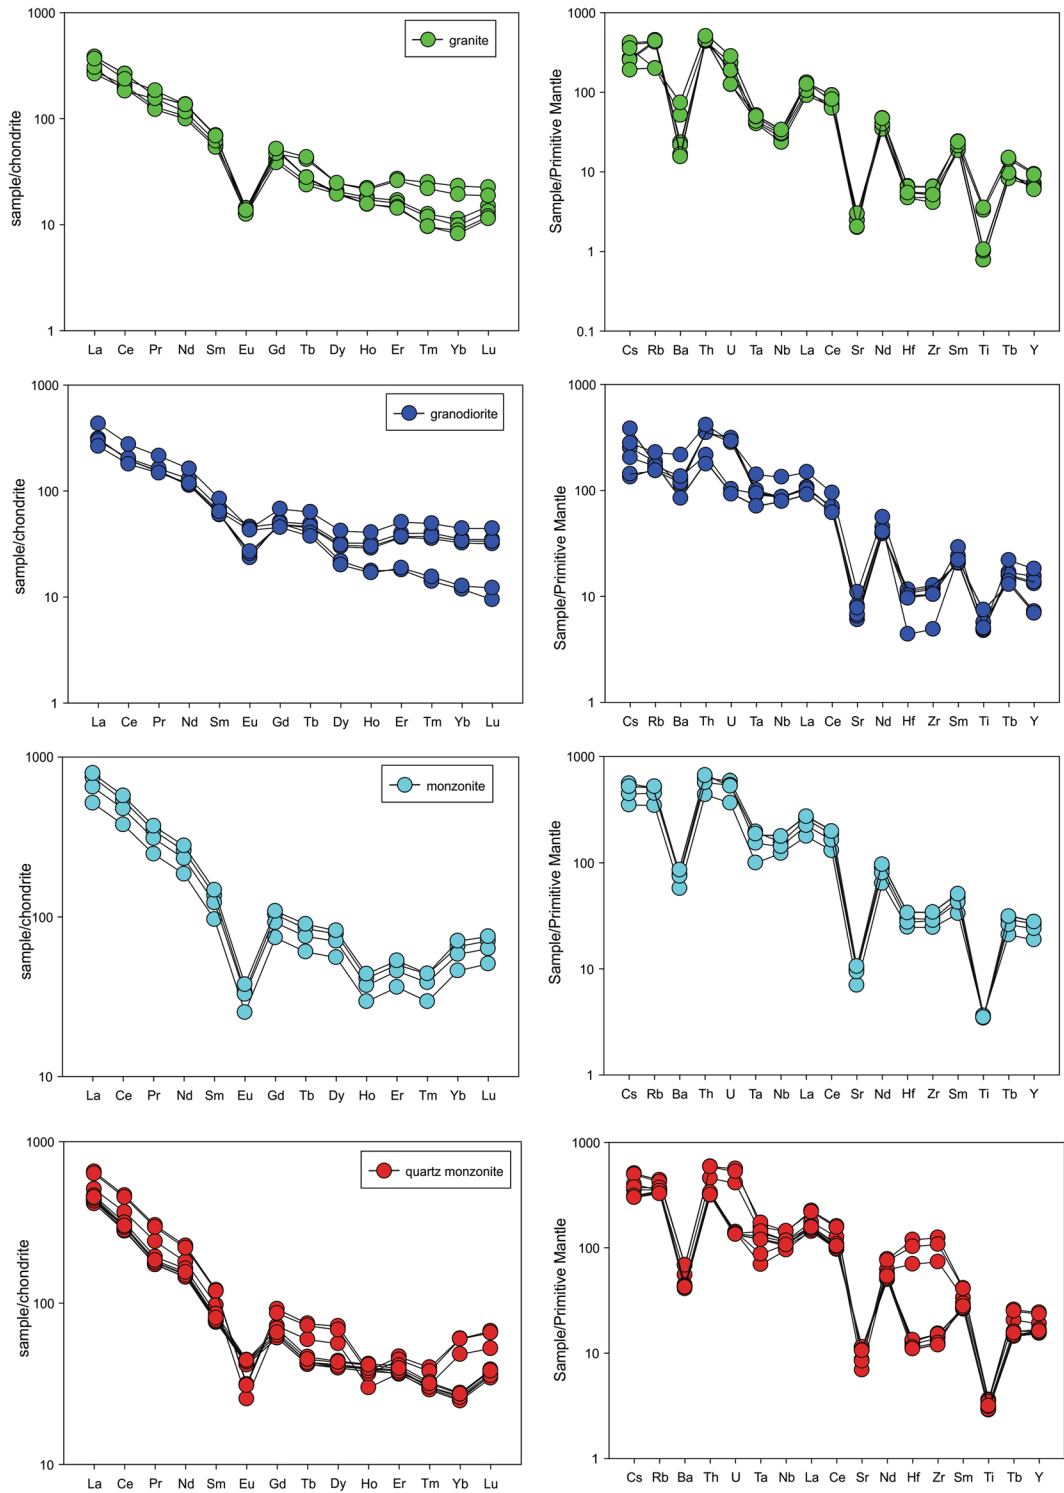 1000
100
10
1
sample/chondrite
granite
La Ce Pr Nd Sm Eu Gd Tb Dy Ho Er Tm Yb Lu
1000
100
10
1
0.1
Sample/Primitive Mantle
Cs Rb Ba Th U Ta Nb La Ce Sr Nd Hf Zr Sm Ti Tb Y
1000
100
10
1
sample/chondrite
granodiorite
La Ce Pr Nd Sm Eu Gd Tb Dy Ho Er Tm Yb Lu
1000
100
10
1
Sample/Primitive Mantle
Cs Rb Ba Th U Ta Nb La Ce Sr Nd Hf Zr Sm Ti Tb Y
1000
100
10
sample/chondrite
monzonite
La Ce Pr Nd Sm Eu Gd Tb Dy Ho Er Tm Yb Lu
1000
100
10
1
Sample/Primitive Mantle
Cs Rb Ba Th U Ta Nb La Ce Sr Nd Hf Zr Sm Ti Tb Y
1000
100
10
sample/chondrite
quartz monzonite
La Ce Pr Nd Sm Eu Gd Tb Dy Ho Er Tm Yb Lu
1000
100
10
1
Sample/Primitive Mantle
Cs Rb Ba Th U Ta Nb La Ce Sr Nd Hf Zr Sm Ti Tb Y